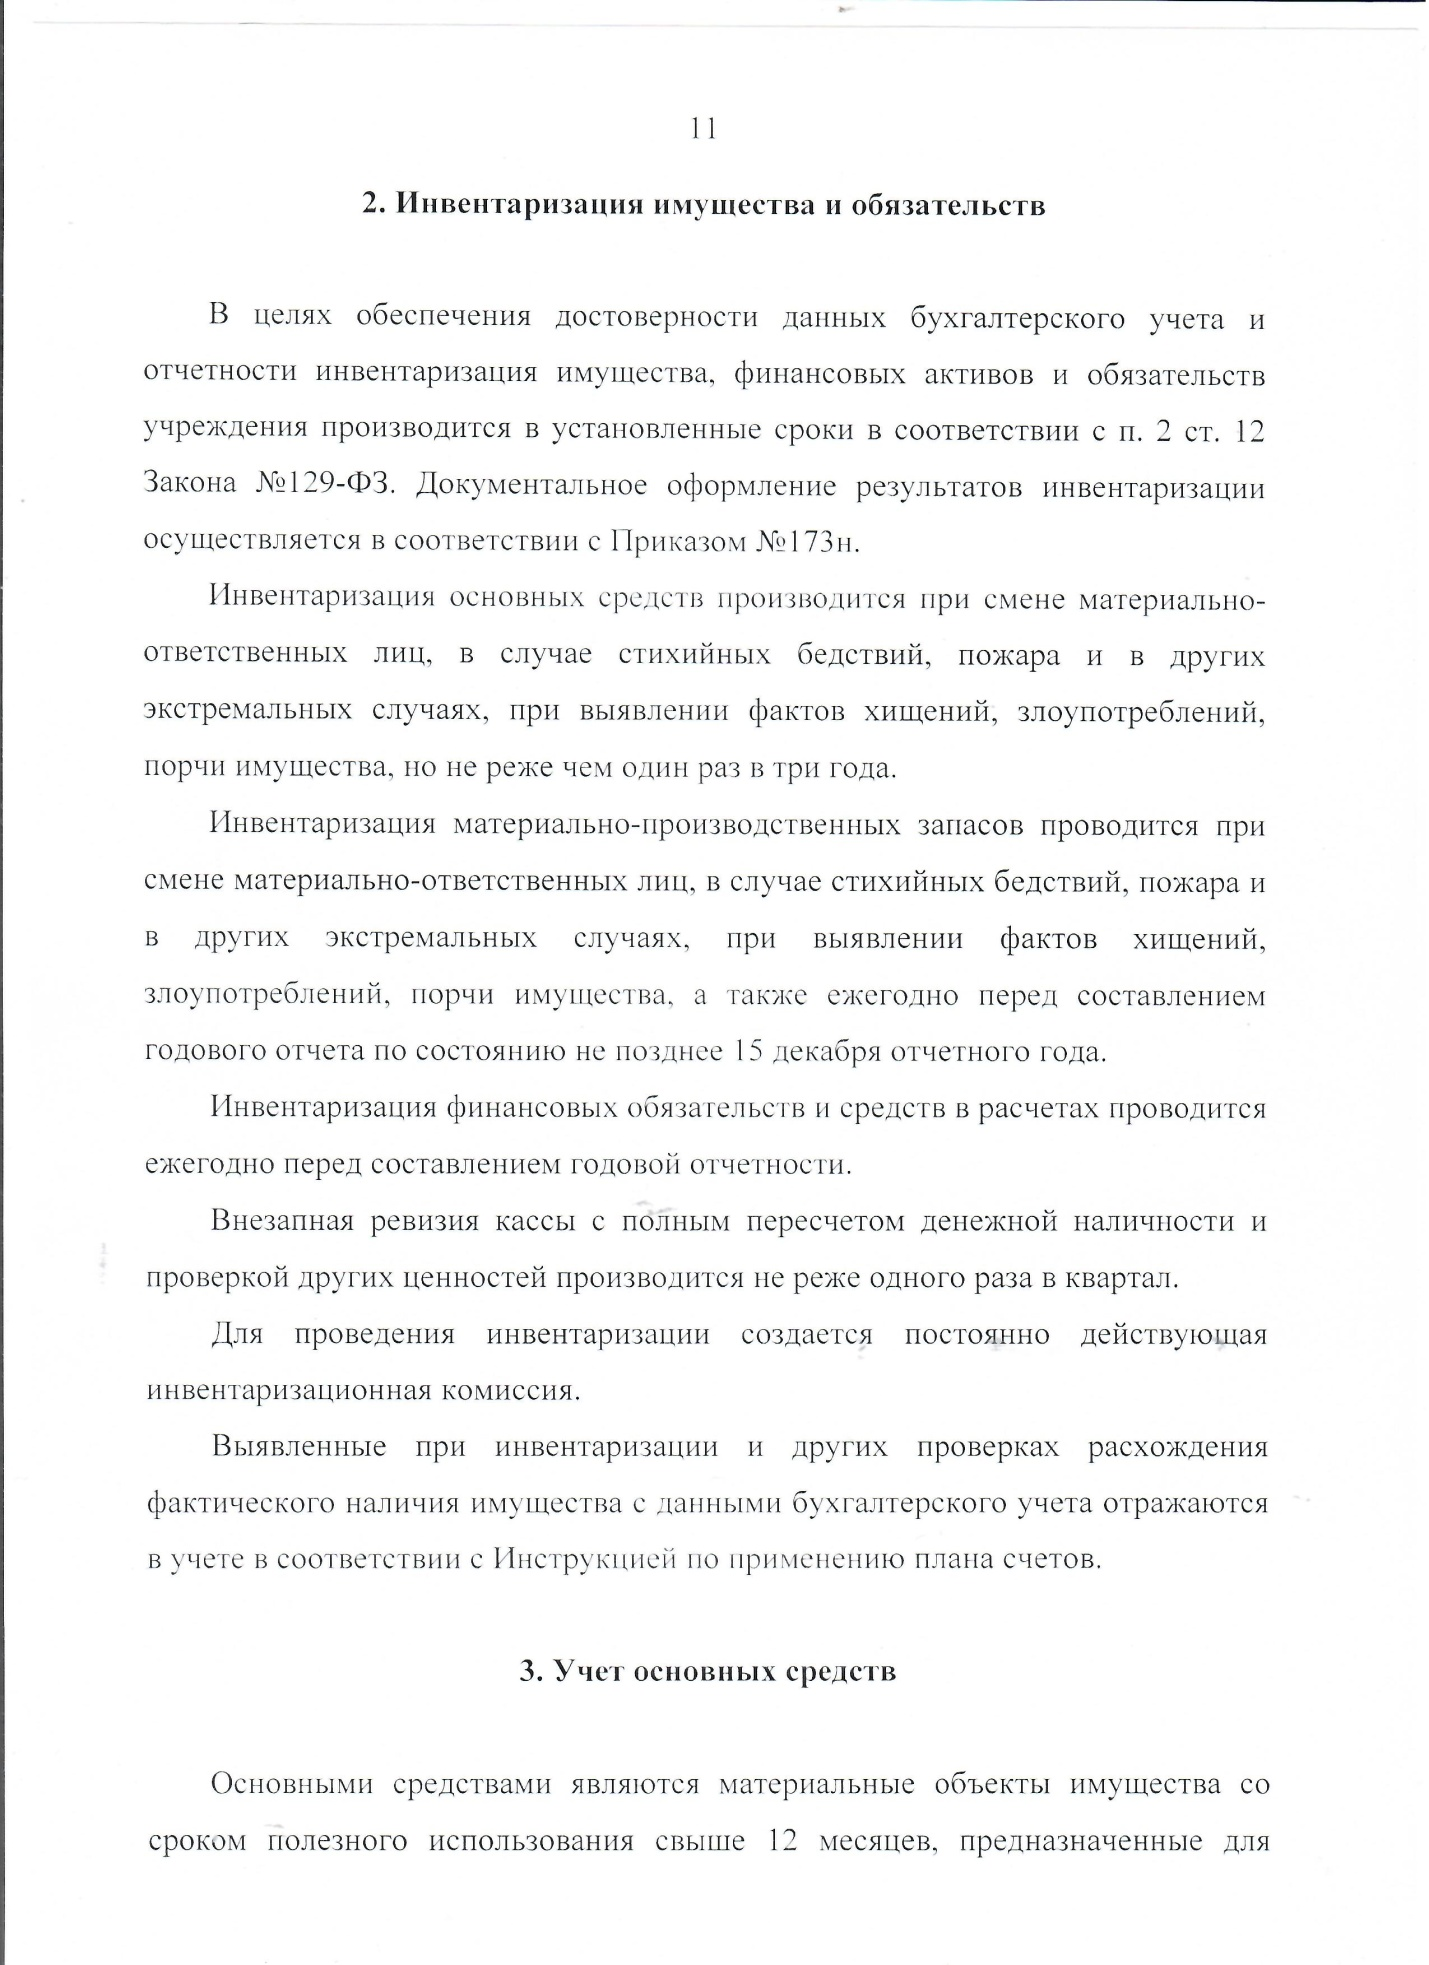 11
2. Инвентаризация имущества и обязательств
В целях обеспечения достоверности данных бухгалтерского учета и
отчетности инвентаризация имущества, финансовых активов и обязательств
учреждения производится в установленные сроки в соответствии с п. 2 ст. 12
Закона №129-ФЗ. Документальное оформление результатов инвентаризации
осуществляется в соответствии с Приказом №173н.
Инвентаризация основных средств производится при смене материально-
ответственных лиц, в случае стихийных бедствий, пожара и в других
экстремальных случаях, при выявлении фактов хищений, злоупотреблений,
порчи имущества, но не реже чем один раз в три года.
Инвентаризация материально-производственных запасов проводится при
смене материально-ответственных лиц, в случае стихийных бедствий, пожара и
в других экстремальных случаях, при выявлении фактов хищений,
злоупотреблений, порчи имущества, а также ежегодно перед составлением
годового отчета по состоянию не позднее 15 декабря отчетного года.
Инвентаризация финансовых обязательств и средств в расчетах проводится
ежегодно перед составлением годовой отчетности.
Внезапная ревизия кассы с полным пересчетом денежной наличности и
проверкой других ценностей производится не реже одного раза в квартал.
Для проведения инвентаризации создается постоянно действующая
инвентаризационная комиссия.
Выявленные при инвентаризации и других проверках расхождения
фактического наличия имущества с данными бухгалтерского учета отражаются
в учете в соответствии с Инструкцией по применению плана счетов.
3. Учет основных средств
Основными средствами являются материальные объекты имущества со
сроком полезного использования свыше 12 месяцев, предназначенные для